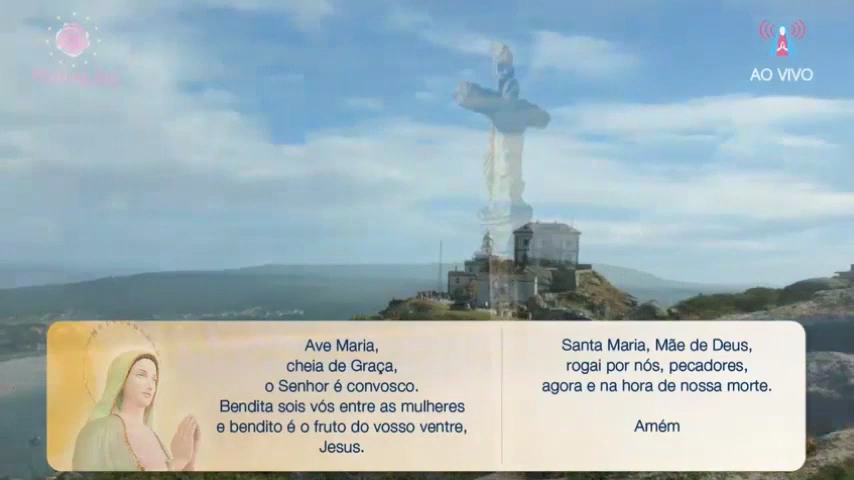 AO VIVO
Ave Maria,
cheia de Graça,
o Senhor é convosco.
Bendita sois vós entre as mulheres
e bendito é o fruto do vosso ventre,
Jesus.
Santa Maria, Mãe de Deus,
rogai por nós, pecadores,
agora e na hora de nossa morte.
Amém